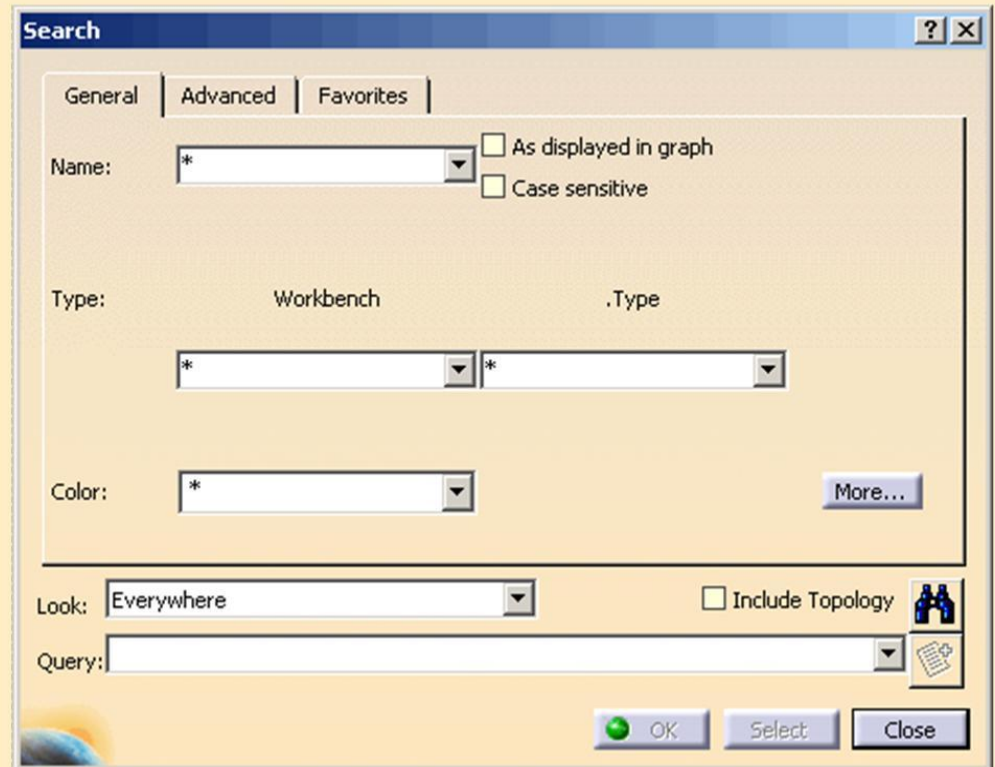 Search
General Advanced Favorites
Name: * As displayed in graph
Case sensitive
Type: Workbench .Type
* *
Color: * More...
Look: Everywhere Include Topology
Query:
OK Select Close